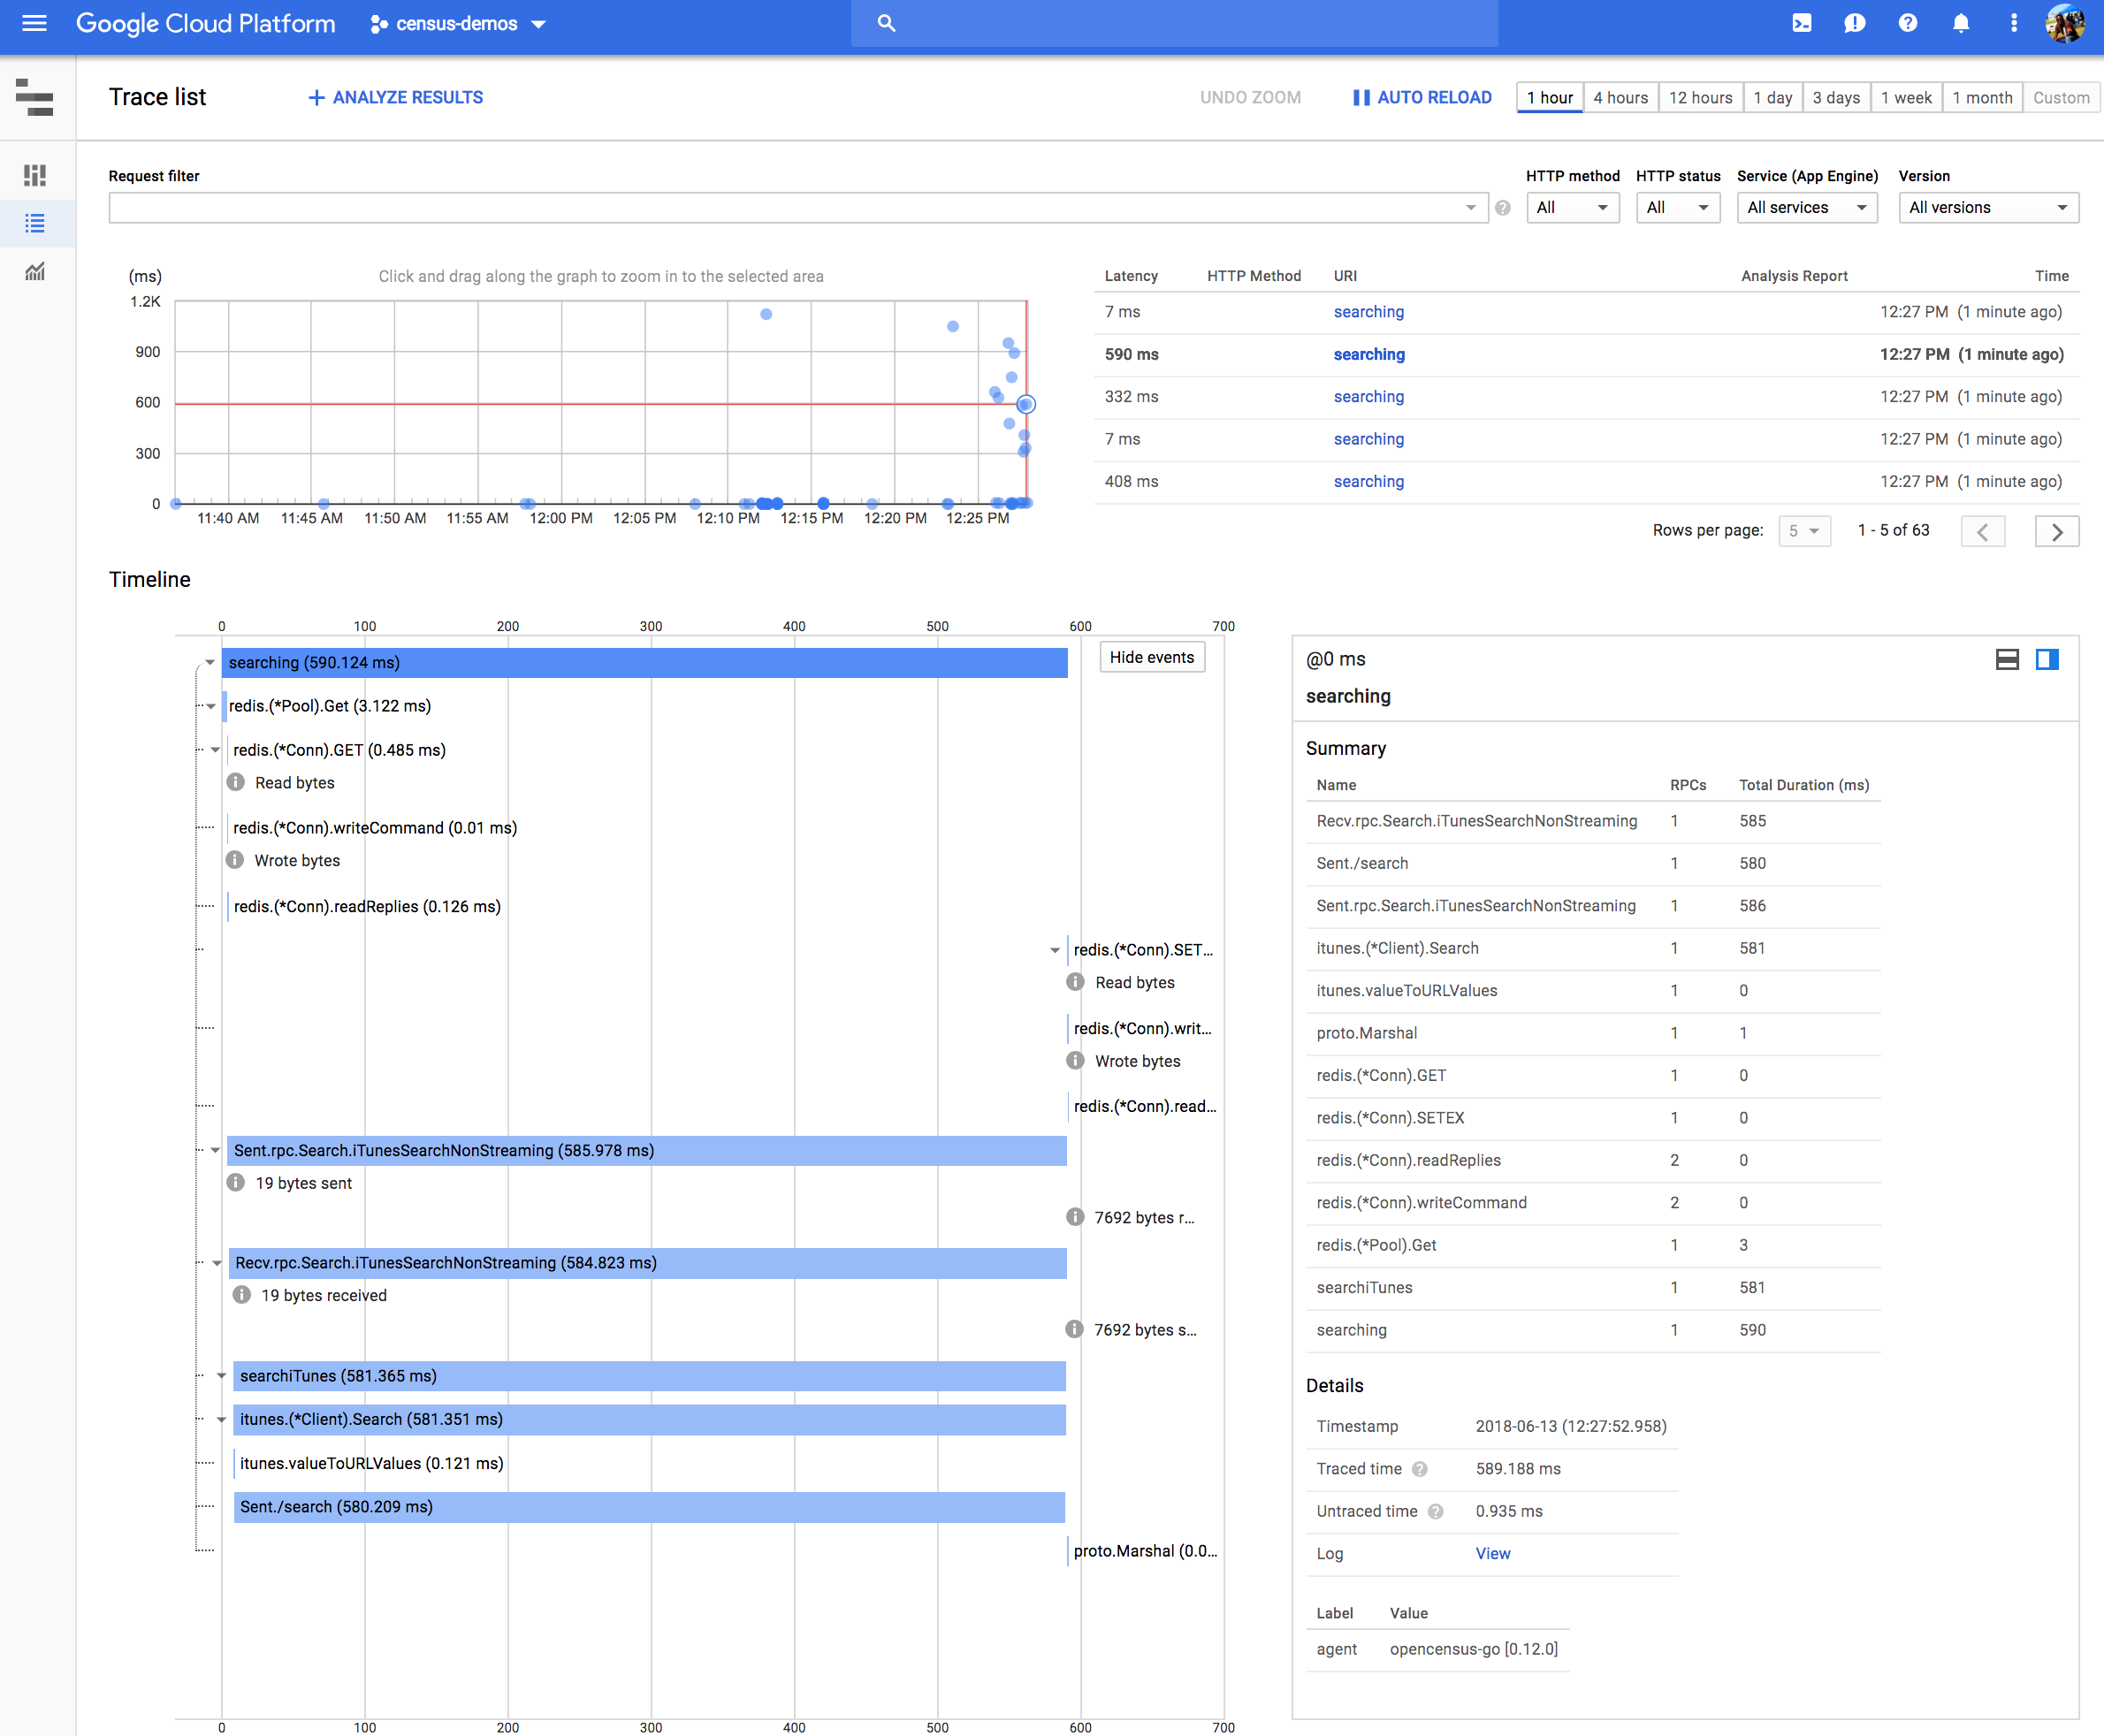 Google Cloud Platform census-demos
Trace list ANALYZE RESULTS UNDO ZOOM AUTO RELOAD 1 hour 4 hours 12 hours 1 day 3 days 1 week 1 month Custom
Request filter HTTP method HTTP status Service (App Engine) Version
All All All services All versions
(ms) Click and drag along the graph to zoom in to the selected area
1.2K
900
600
300
0
11:40 AM 11:45 AM 11:50 AM 11:55 AM 12:00 PM 12:05 PM 12:10 PM 12:15 PM 12:20 PM 12:25 PM
Latency HTTP Method URI Analysis Report Time
7 ms searching 12:27 PM (1 minute ago)
590 ms searching 12:27 PM (1 minute ago)
332 ms searching 12:27 PM (1 minute ago)
7 ms searching 12:27 PM (1 minute ago)
408 ms searching 12:27 PM (1 minute ago)
Rows per page: 5 1 - 5 of 63
Timeline
0 100 200 300 400 500 600 700
Hide events
searching (590.124 ms)
redis.(*Pool).Get (3.122 ms)
redis.(*Conn).GET (0.485 ms)
Read bytes
redis.(*Conn).writeCommand (0.01 ms)
Wrote bytes
redis.(*Conn).readReplies (0.126 ms)
redis.(*Conn).SET...
Read bytes
redis.(*Conn).writ...
Wrote bytes
redis.(*Conn).read...
Sent.rpc.Search.iTunesSearchNonStreaming (585.978 ms)
19 bytes sent
7692 bytes r...
Recv.rpc.Search.iTunesSearchNonStreaming (584.823 ms)
19 bytes received
7692 bytes s...
searchiTunes (581.365 ms)
itunes.(*Client).Search (581.351 ms)
itunes.valueToURLValues (0.121 ms)
Sent./search (580.209 ms)
proto.Marshal (0.0...
0 100 200 300 400 500 600 700
@0 ms
searching
Summary
Name RPCs Total Duration (ms)
Recv.rpc.Search.iTunesSearchNonStreaming 1 585
Sent./search 1 580
Sent.rpc.Search.iTunesSearchNonStreaming 1 586
itunes.(*Client).Search 1 581
itunes.valueToURLValues 1 0
proto.Marshal 1 1
redis.(*Conn).GET 1 0
redis.(*Conn).SETEX 1 0
redis.(*Conn).readReplies 2 0
redis.(*Conn).writeCommand 2 0
redis.(*Pool).Get 1 3
searchiTunes 1 581
searching 1 590
Details
Timestamp 2018-06-13 (12:27:52.958)
Traced time 589.188 ms
Untraced time 0.935 ms
Log View
Label Value
agent opencensus-go [0.12.0]